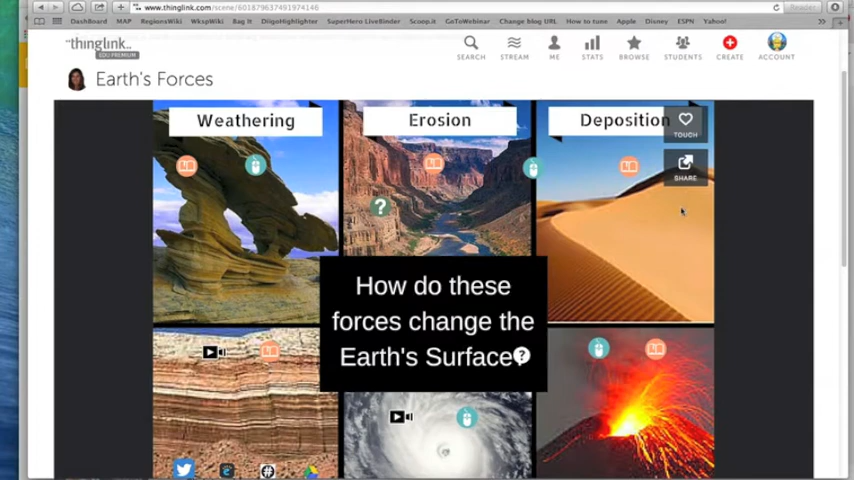 www.thinglink.com/scene/601879637491974146
Reader
Dashboard MAP RegionsWiki WkspWiki Bag It DiigoHighlighter SuperHero LiveBinder Scoop.it GoToWebinar Change blog URL How to tune Apple Disney ESPN Yahoo!
thinglink..
EDU PREMIUM
SEARCH STREAM ME STATS BROWSE STUDENTS CREATE ACCOUNT
Earth's Forces
Weathering Erosion Deposition
TOUCH
SHARE
?
How do these
forces change the
Earth's Surface?
#